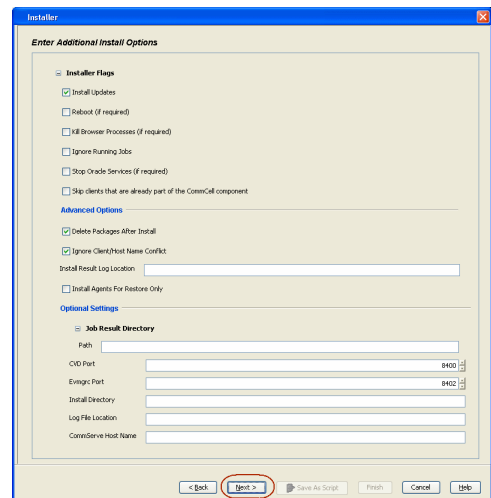 Installer
Enter Additional Install Options
Installer Flags
Install Updates
Reboot (if required)
Kill Browser Processes (if required)
Ignore Running Jobs
Stop Oracle Services (if required)
Skip clients that are already part of the CommCell component
Advanced Options
Delete Packages After Install
Ignore Client/Host Name Conflict
Install Result Log Location
Install Agents For Restore Only
Optional Settings
Job Result Directory
Path
CVD Port 8400
Evmgrc Port 8402
Install Directory
Log File Location
CommServe Host Name
< Back Next > Save As Script Finish Cancel Help